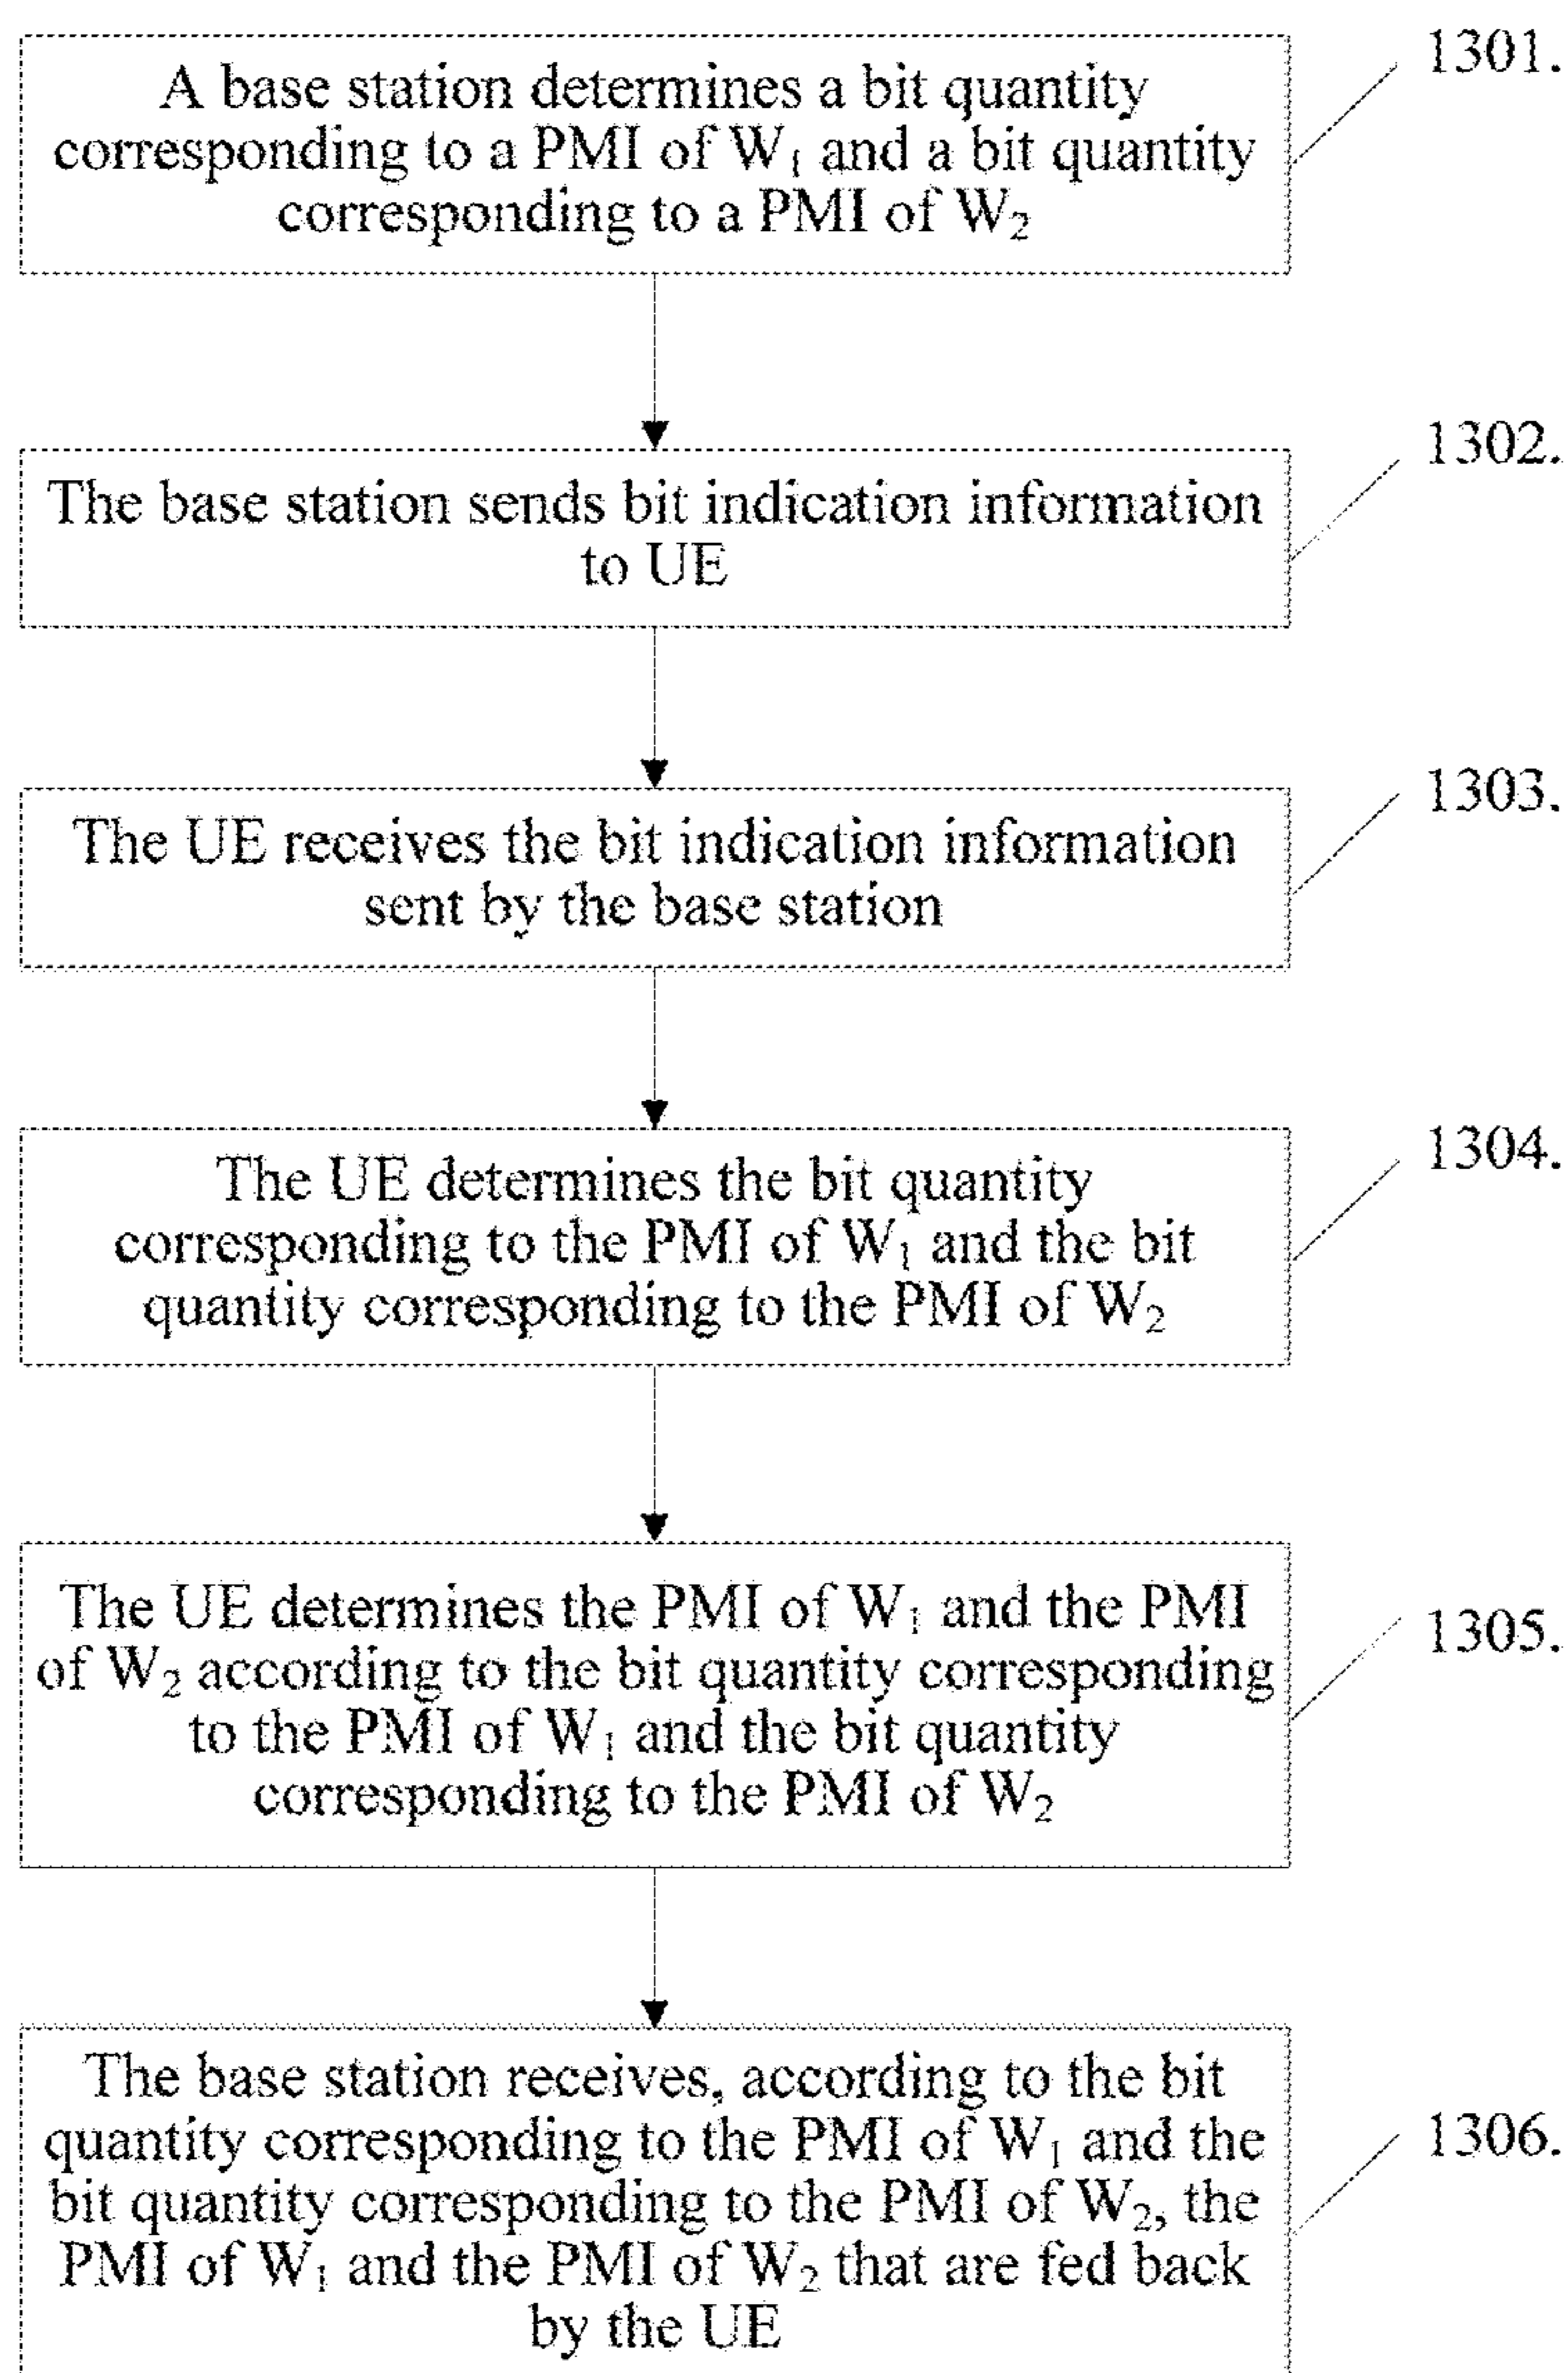 1301.
A base station determines a bit quantity
corresponding to a PMI of W₁ and a bit quantity
corresponding to a PMI of W₂
1302.
The base station sends bit indication information
to UE
1303.
The UE receives the bit indication information
sent by the base station
1304.
The UE determines the bit quantity
corresponding to the PMI of W₁ and the bit
quantity corresponding to the PMI of W₂
1305.
The UE determines the PMI of W₁ and the PMI
of W₂ according to the bit quantity corresponding
to the PMI of W₁ and the bit quantity
corresponding to the PMI of W₂
1306.
The base station receives, according to the bit
quantity corresponding to the PMI of W₁ and the
bit quantity corresponding to the PMI of W₂, the
PMI of W₁ and the PMI of W₂ that are fed back
by the UE